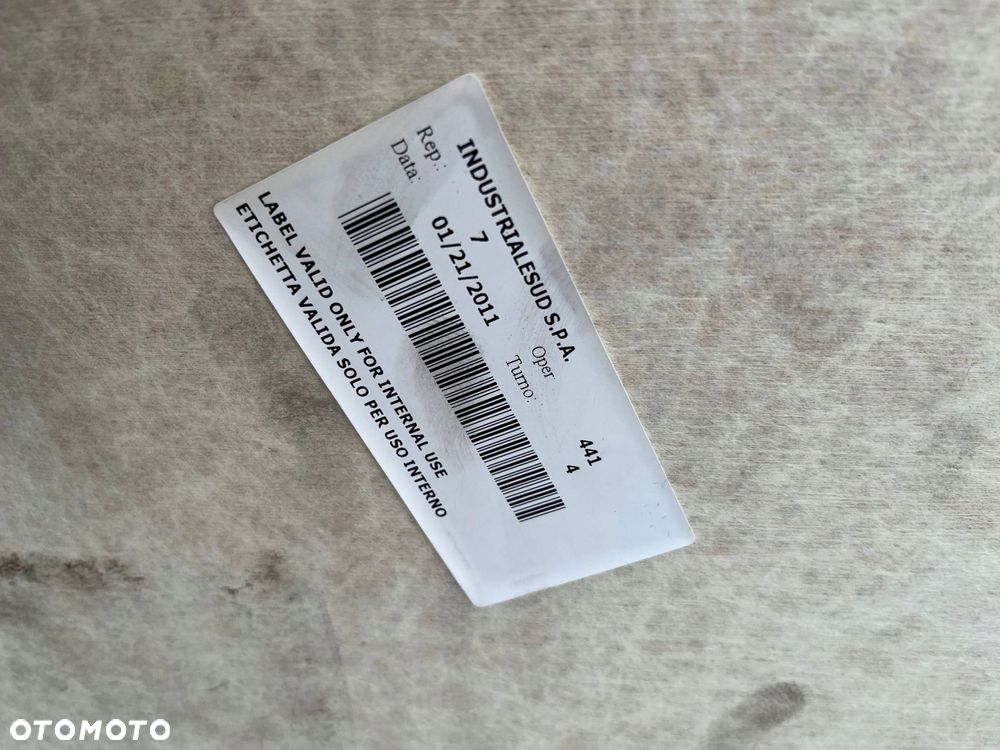 INDUSTRIALESUD S.P.A.
Rep.: 7 Oper 441
Data: 01/21/2011 Turno: 4
LABEL VALID ONLY FOR INTERNAL USE
ETICHETTA VALIDA SOLO PER USO INTERNO
OTOMOTO